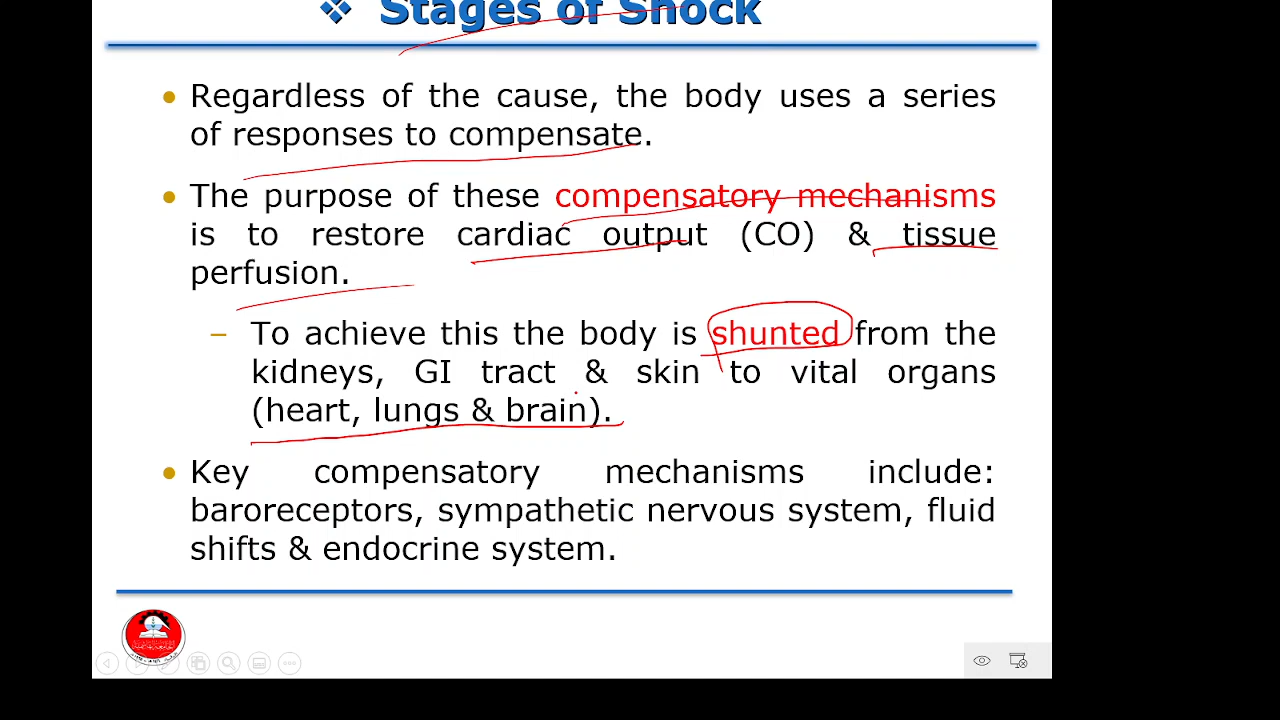 ❖ Stages of Shock
• Regardless of the cause, the body uses a series
of responses to compensate.
• The purpose of these compensatory mechanisms
is to restore cardiac output (CO) & tissue
perfusion.
– To achieve this the body is shunted from the
kidneys, GI tract & skin to vital organs
(heart, lungs & brain).
• Key compensatory mechanisms include:
baroreceptors, sympathetic nervous system, fluid
shifts & endocrine system.